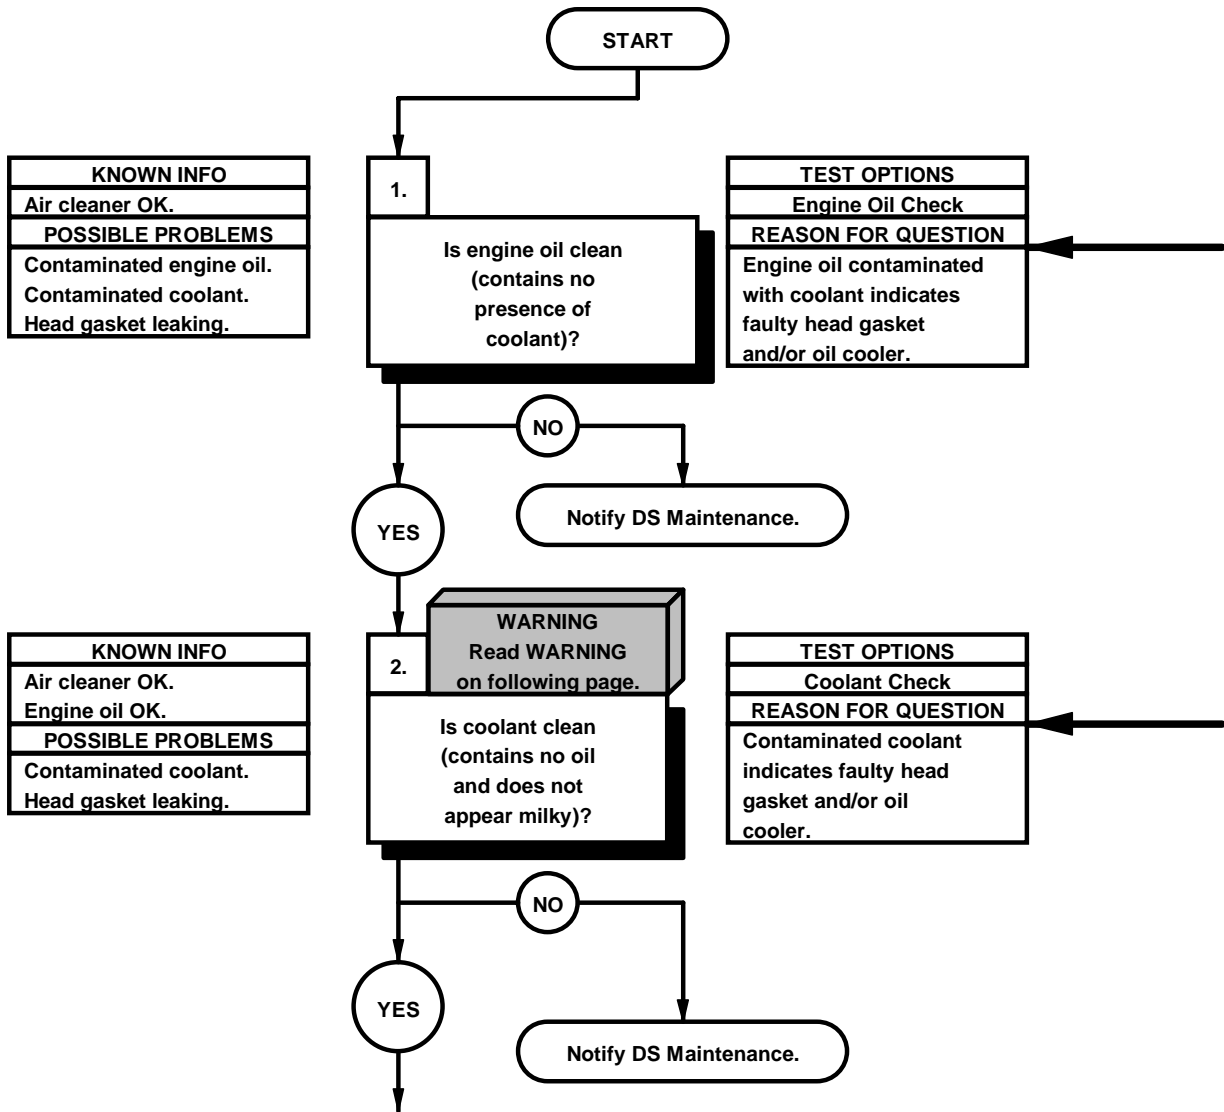 START
KNOWN INFO
Air cleaner OK.
POSSIBLE PROBLEMS
Contaminated engine oil.
Contaminated coolant.
Head gasket leaking.
1.
Is engine oil clean
(contains no
presence of
coolant)?
TEST OPTIONS
Engine Oil Check
REASON FOR QUESTION
Engine oil contaminated
with coolant indicates
faulty head gasket
and/or oil cooler.
NO
YES
Notify DS Maintenance.
KNOWN INFO
Air cleaner OK.
Engine oil OK.
POSSIBLE PROBLEMS
Contaminated coolant.
Head gasket leaking.
WARNING
Read WARNING
on following page.
2.
Is coolant clean
(contains no oil
and does not
appear milky)?
TEST OPTIONS
Coolant Check
REASON FOR QUESTION
Contaminated coolant
indicates faulty head
gasket and/or oil
cooler.
NO
YES
Notify DS Maintenance.